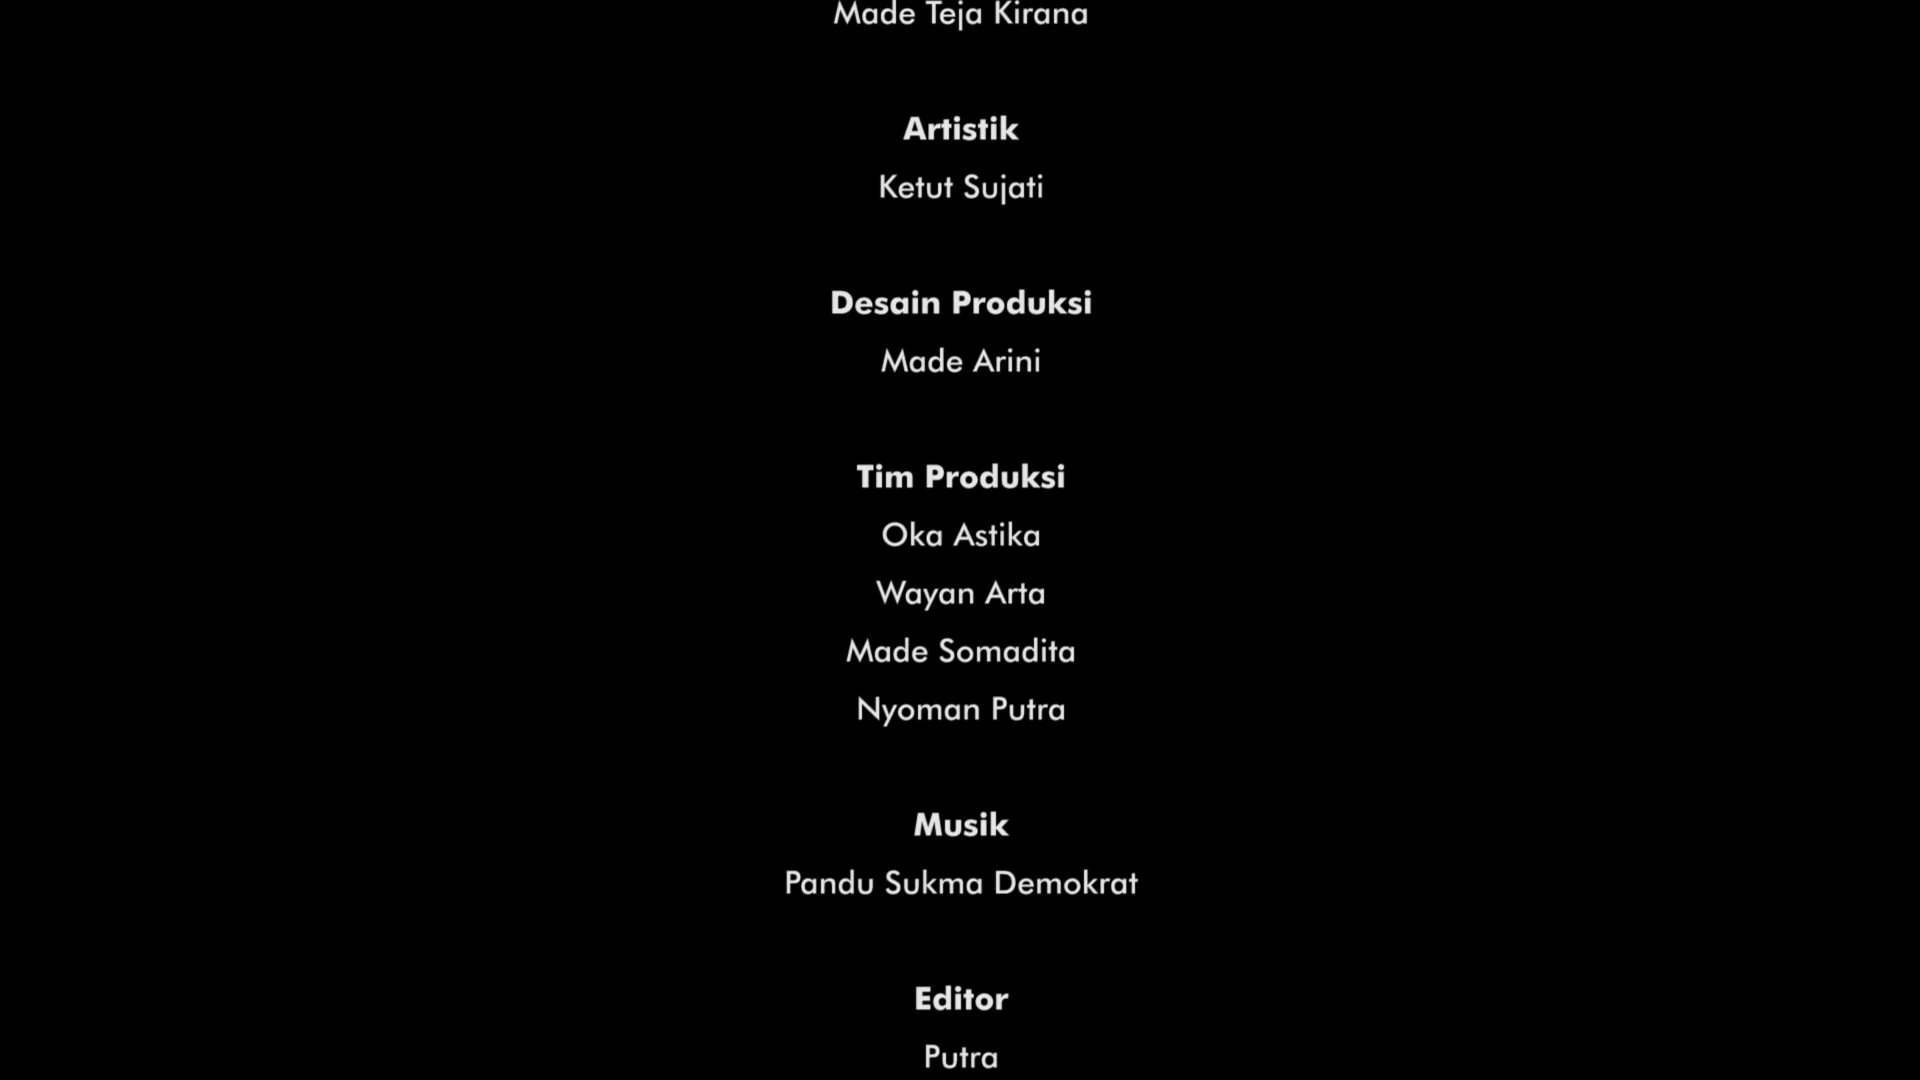 Made Teja Kirana
Artistik
Ketut Sujati
Desain Produksi
Made Arini
Tim Produksi
Oka Astika
Wayan Arta
Made Somadita
Nyoman Putra
Musik
Pandu Sukma Demokrat
Editor
Putra